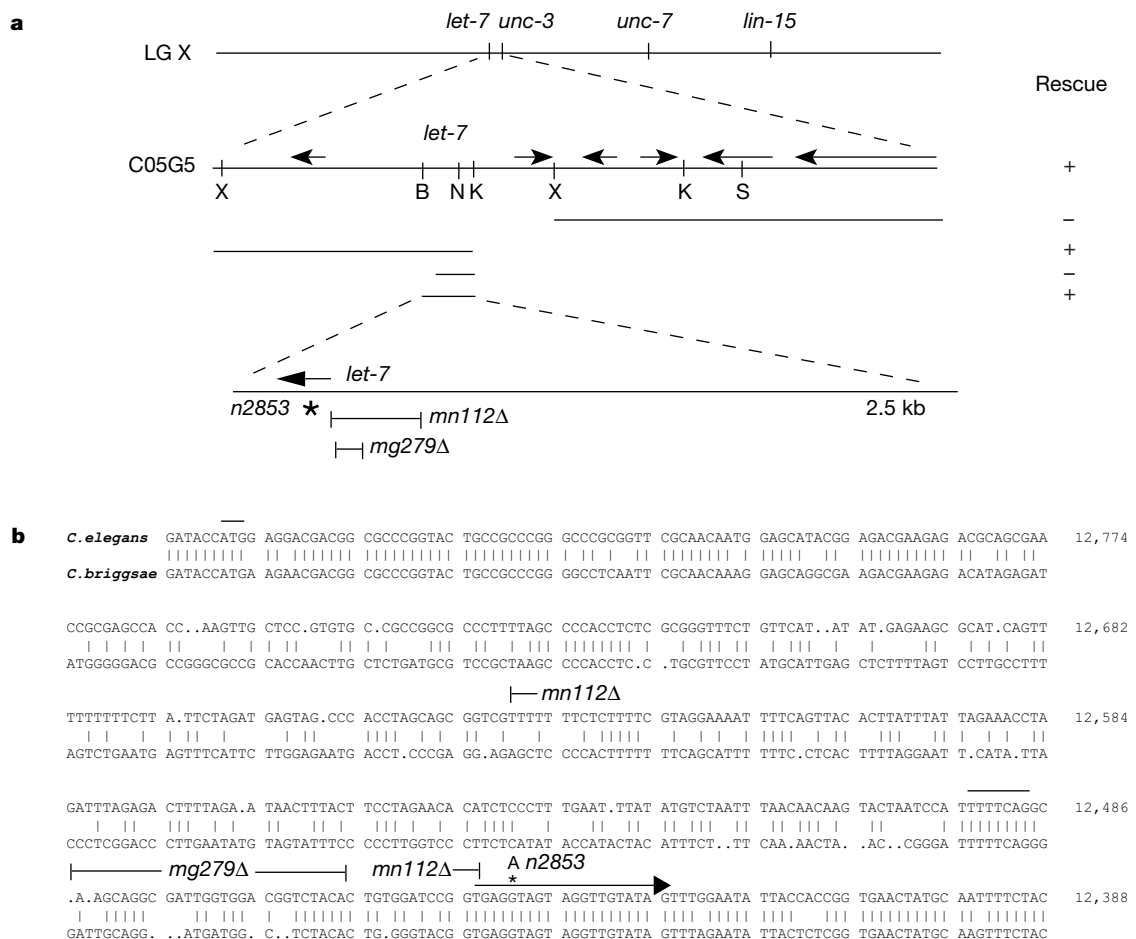 a
let-7 unc-3 unc-7 lin-15
LG X
Rescue
let-7
C05G5 +
X B N K X K S
–
+
–
+
let-7
n2853 * 2.5 kb
mn112Δ
mg279Δ
b
C.elegans GATACCATGG AGGACGACGG CGCCCGGTAC TGCCGCCCGG GCCCGCGGTT CGCAACAATG GAGCATACGG AGACGAAGAG ACGCAGCGAA 12,774
C.briggsae GATACCATGA AGAACGACGG CGCCCGGTAC TGCCGCCCGG GGCCTCAATT CGCAACAAAG GAGCAGGCGA AGACGAAGAG ACATAGAGAT
CCGCGAGCCA CC..AAGTTG CTCC.GTGTG C.CGCCGGCG CCCTTTTAGC CCCACCTCTC GCGGGTTTCT GTTCAT..AT AT.GAGAAGC GCAT.CAGTT 12,682
ATGGGGGACG CCGGGCGCCG CACCAACTTG CTCTGATGCG TCCGCTAAGC CCCACCTC.C .TGCGTTCCT ATGCATTGAG CTCTTTTAGT CCTTGCCTTT
mn112Δ
TTTTTTTCTTA A.TTCTAGAT GAGTAG.CCC ACCTAGCAGC GGTCGTTTTT TTCTCTTTTC GTAGGAAAAT TTTCAGTTAC ACTTATTTAT TAGAAACCTA 12,584
AGTCTGAATG AGTTTCATTC TTGGAGAATG ACCT.CCCGAG AGG.AGAGCTC CCCACTTTTT TTCAGCATTT TTTCC.CTCAC TTTTAGGAAT T.CATA.TTA
GATTTAGAGA CTTTTAGA.A TAACTTTACT TCCTAGAACA CATCTCCCTT TGAAT.TTAT ATGTCTAATT TAACAACAAG TACTAATCCA TTTTTCAGGC 12,486
CCCTCGGACC CTTGAATATG TAGTATTTCC CCCTTGGTCC CTTCTCATAT ACCATACTAC ATTTCT..TT CAA.AACTA. .AC..CGGGA TTTTTCAGGG
mg279Δ mn112Δ A n2853
*
.A.AGCAGGC GATTGGTGGA CGGTCTACAC TGTGGATCCG GTGAGGTAGT AGGTTGTATA GTTTGGAATA TTACCACCGG TGAACTATGC AATTTTCTAC 12,388
GATTGCAGG. ..ATGATGG. C..TCTACAC TG.GGGTACG GTGAGGTAGT AGGTTGTATA GTTTAGAATA TTACTCTCGG TGAACTATGC AAGTTTCTAC